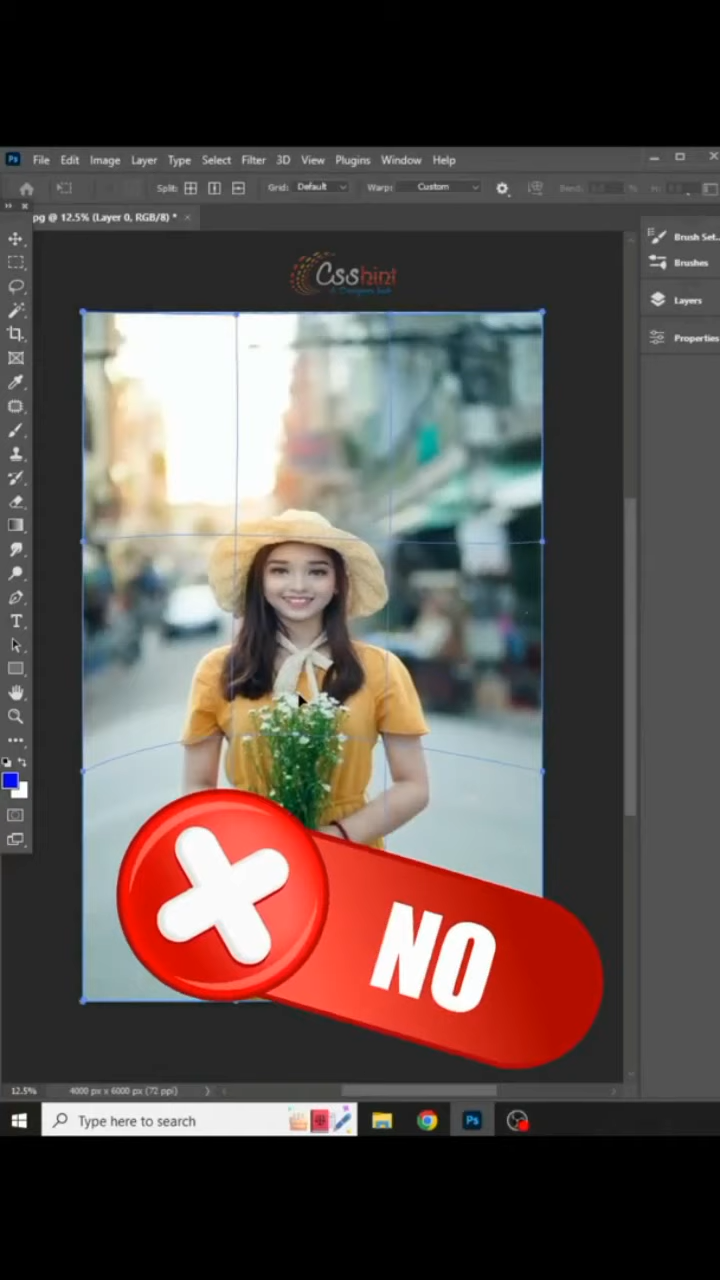 Ps File Edit Image Layer Type Select Filter 3D View Plugins Window Help
Split: Grid: Default Warp: Custom Bend: % H:
pg @ 12.5% (Layer 0, RGB/8) *
Brush Set..
Brushes
Layers
Properties
Csshint
NO
12.5% 4000 px x 6000 px (72 ppi)
Type here to search
Ps